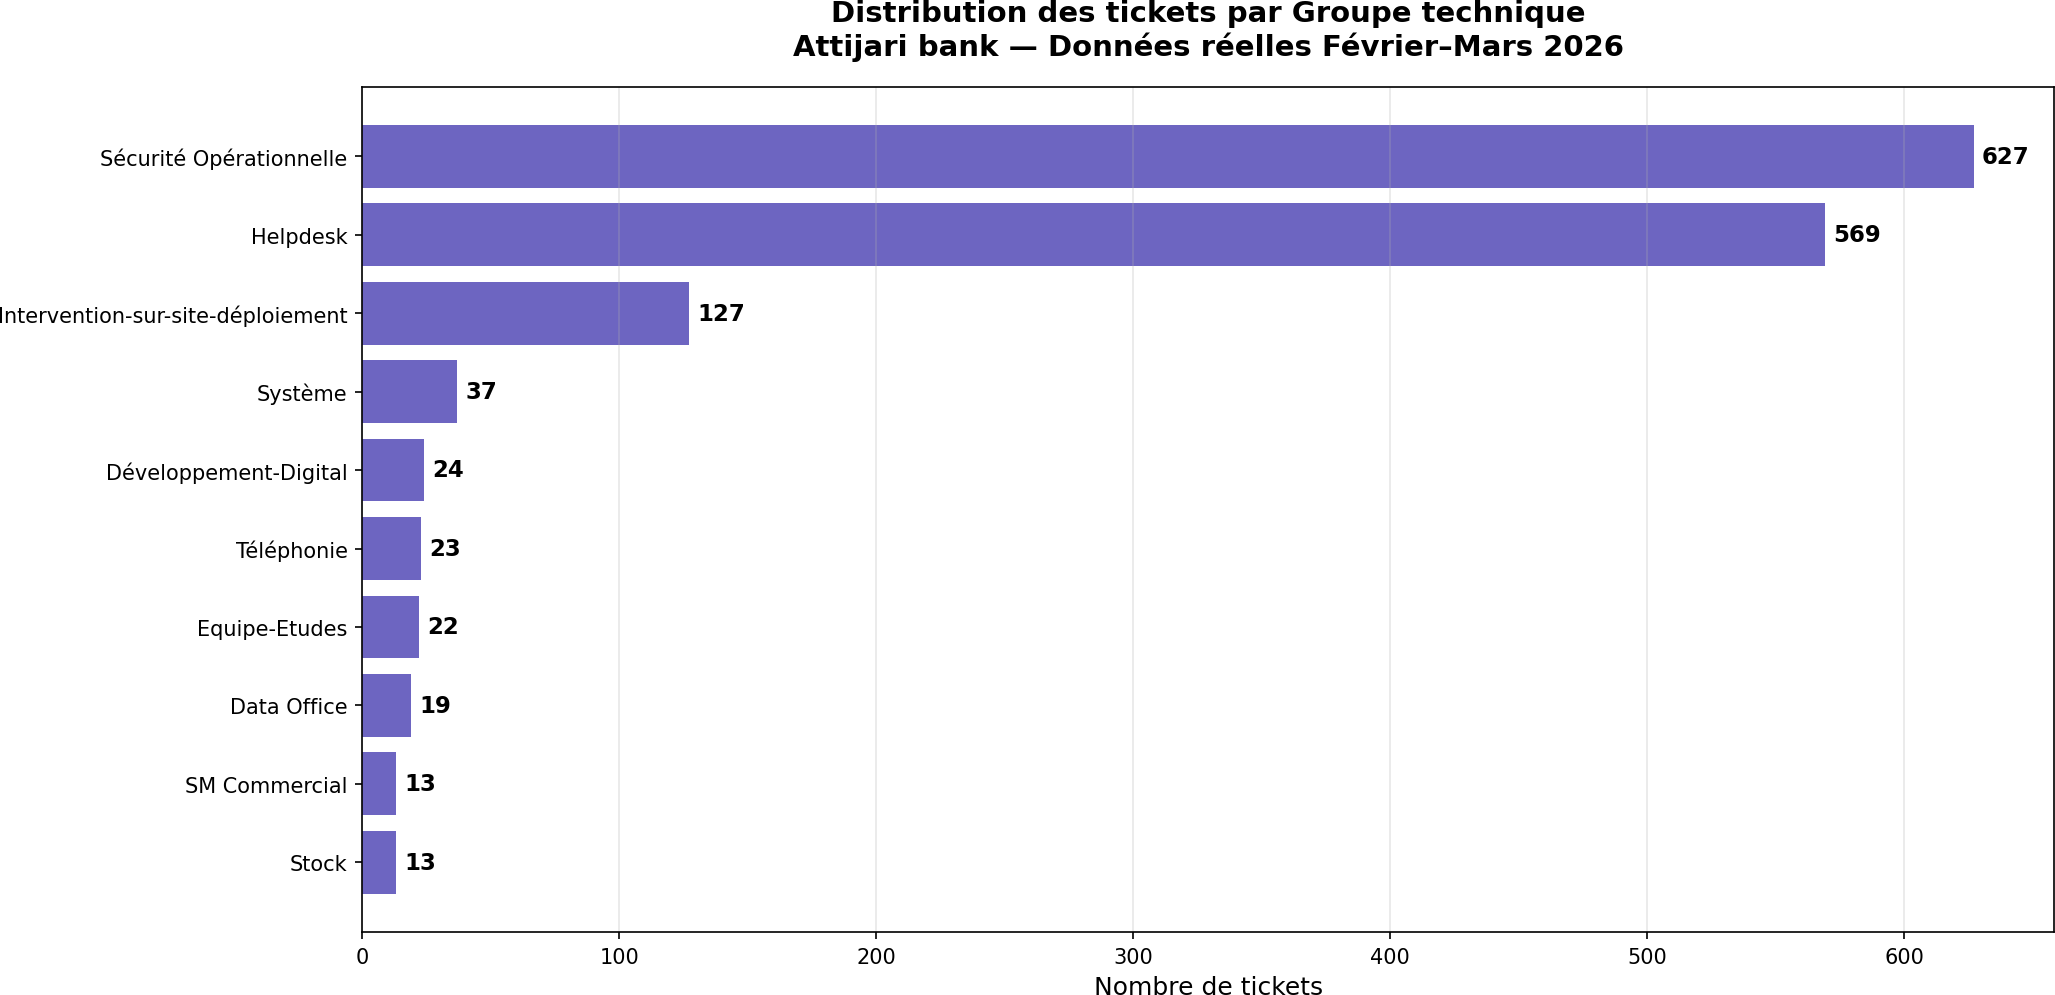 Distribution des tickets par Groupe technique
Attijari bank — Données réelles Février–Mars 2026
Sécurité Opérationnelle 627
Helpdesk 569
Intervention-sur-site-déploiement 127
Système 37
Développement-Digital 24
Téléphonie 23
Equipe-Etudes 22
Data Office 19
SM Commercial 13
Stock 13
0 100 200 300 400 500 600
Nombre de tickets